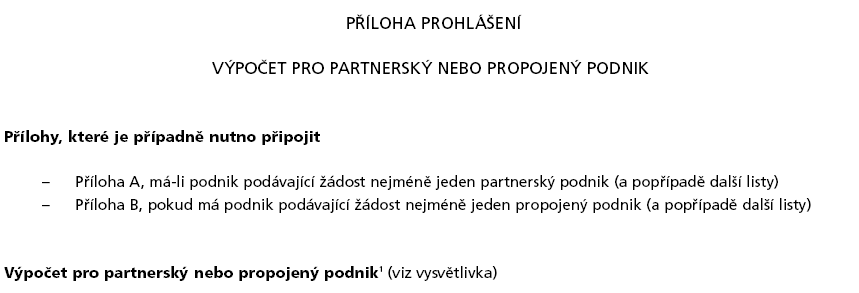 PŘÍLOHA PROHLÁŠENÍ
VÝPOČET PRO PARTNERSKÝ NEBO PROPOJENÝ PODNIK
Přílohy, které je případně nutno připojit
– Příloha A, má-li podnik podávající žádost nejméně jeden partnerský podnik (a popřípadě další listy)
– Příloha B, pokud má podnik podávající žádost nejméně jeden propojený podnik (a popřípadě další listy)
Výpočet pro partnerský nebo propojený podnik¹ (viz vysvětlivka)